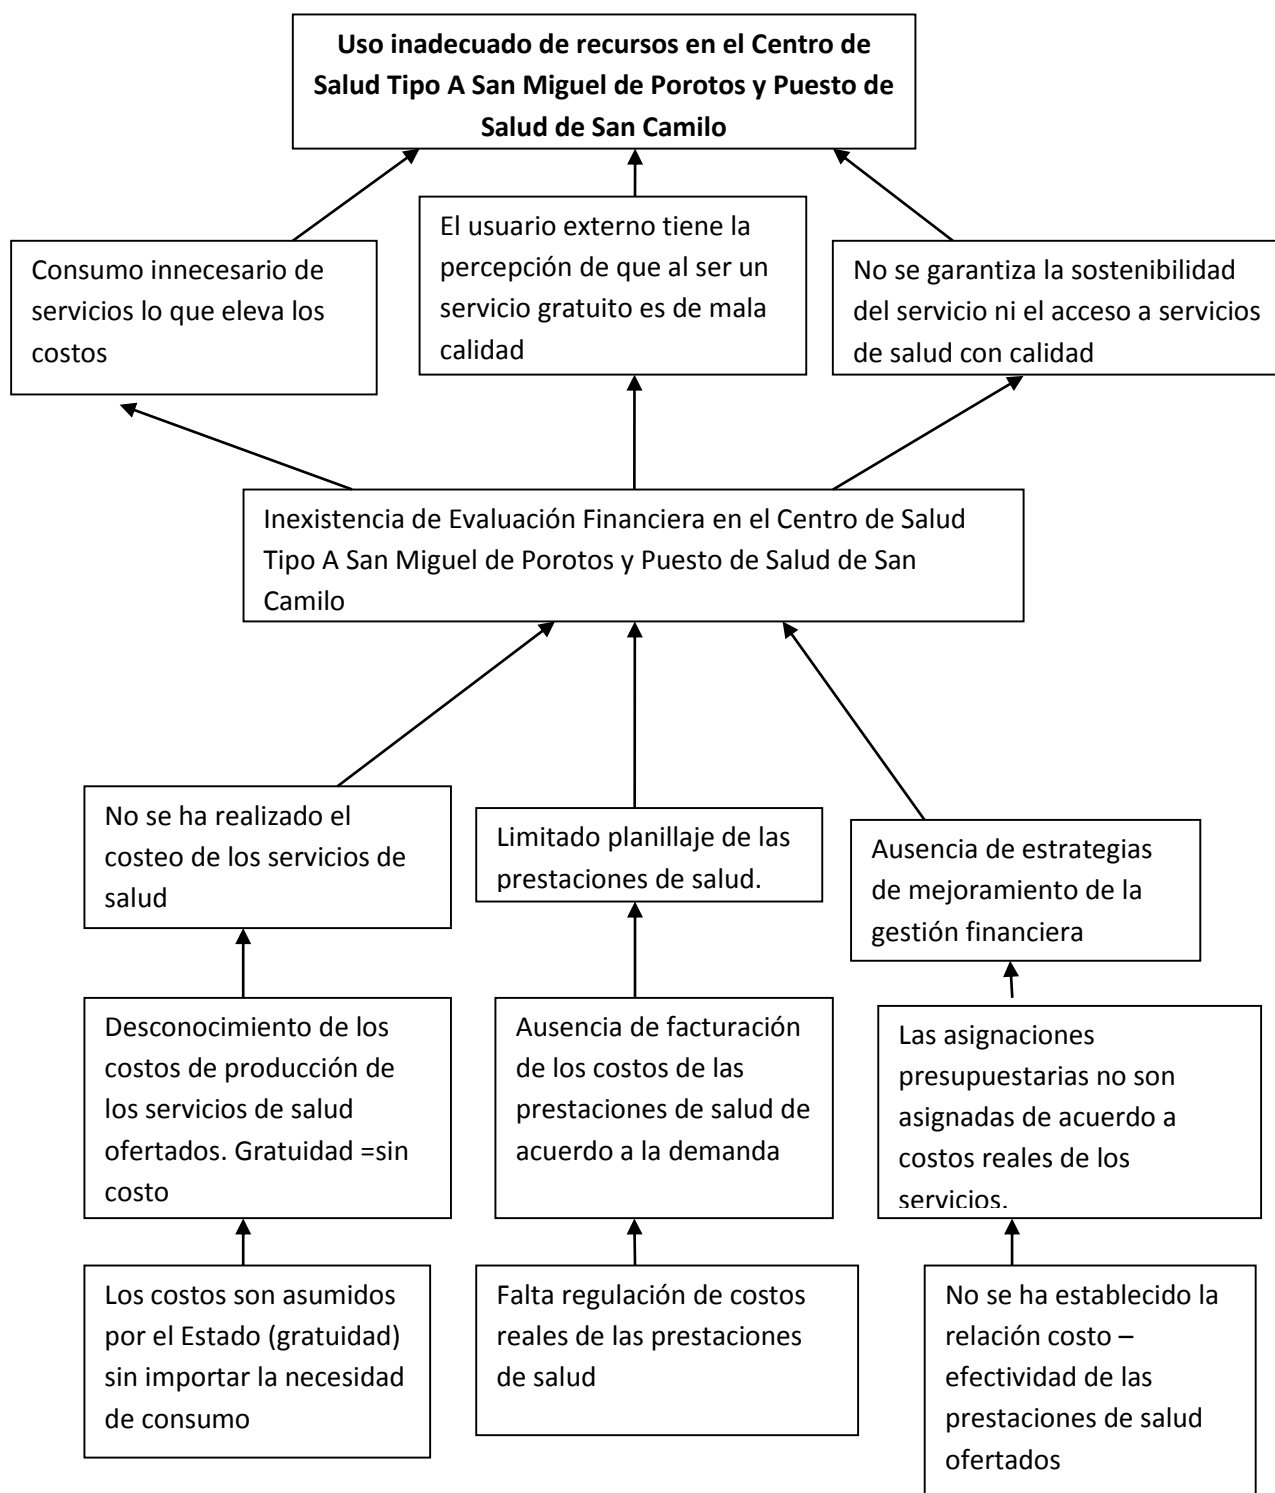 Uso inadecuado de recursos en el Centro de
Salud Tipo A San Miguel de Porotos y Puesto de
Salud de San Camilo
Consumo innecesario de
servicios lo que eleva los
costos
El usuario externo tiene la
percepción de que al ser un
servicio gratuito es de mala
calidad
No se garantiza la sostenibilidad
del servicio ni el acceso a servicios
de salud con calidad
Inexistencia de Evaluación Financiera en el Centro de Salud
Tipo A San Miguel de Porotos y Puesto de Salud de San
Camilo
No se ha realizado el
costeo de los servicios de
salud
Limitado planillaje de las
prestaciones de salud.
Ausencia de estrategias
de mejoramiento de la
gestión financiera
Desconocimiento de los
costos de producción de
los servicios de salud
ofertados. Gratuidad =sin
costo
Ausencia de facturación
de los costos de las
prestaciones de salud de
acuerdo a la demanda
Las asignaciones
presupuestarias no son
asignadas de acuerdo a
costos reales de los
servicios.
Los costos son asumidos
por el Estado (gratuidad)
sin importar la necesidad
de consumo
Falta regulación de costos
reales de las prestaciones
de salud
No se ha establecido la
relación costo –
efectividad de las
prestaciones de salud
ofertados